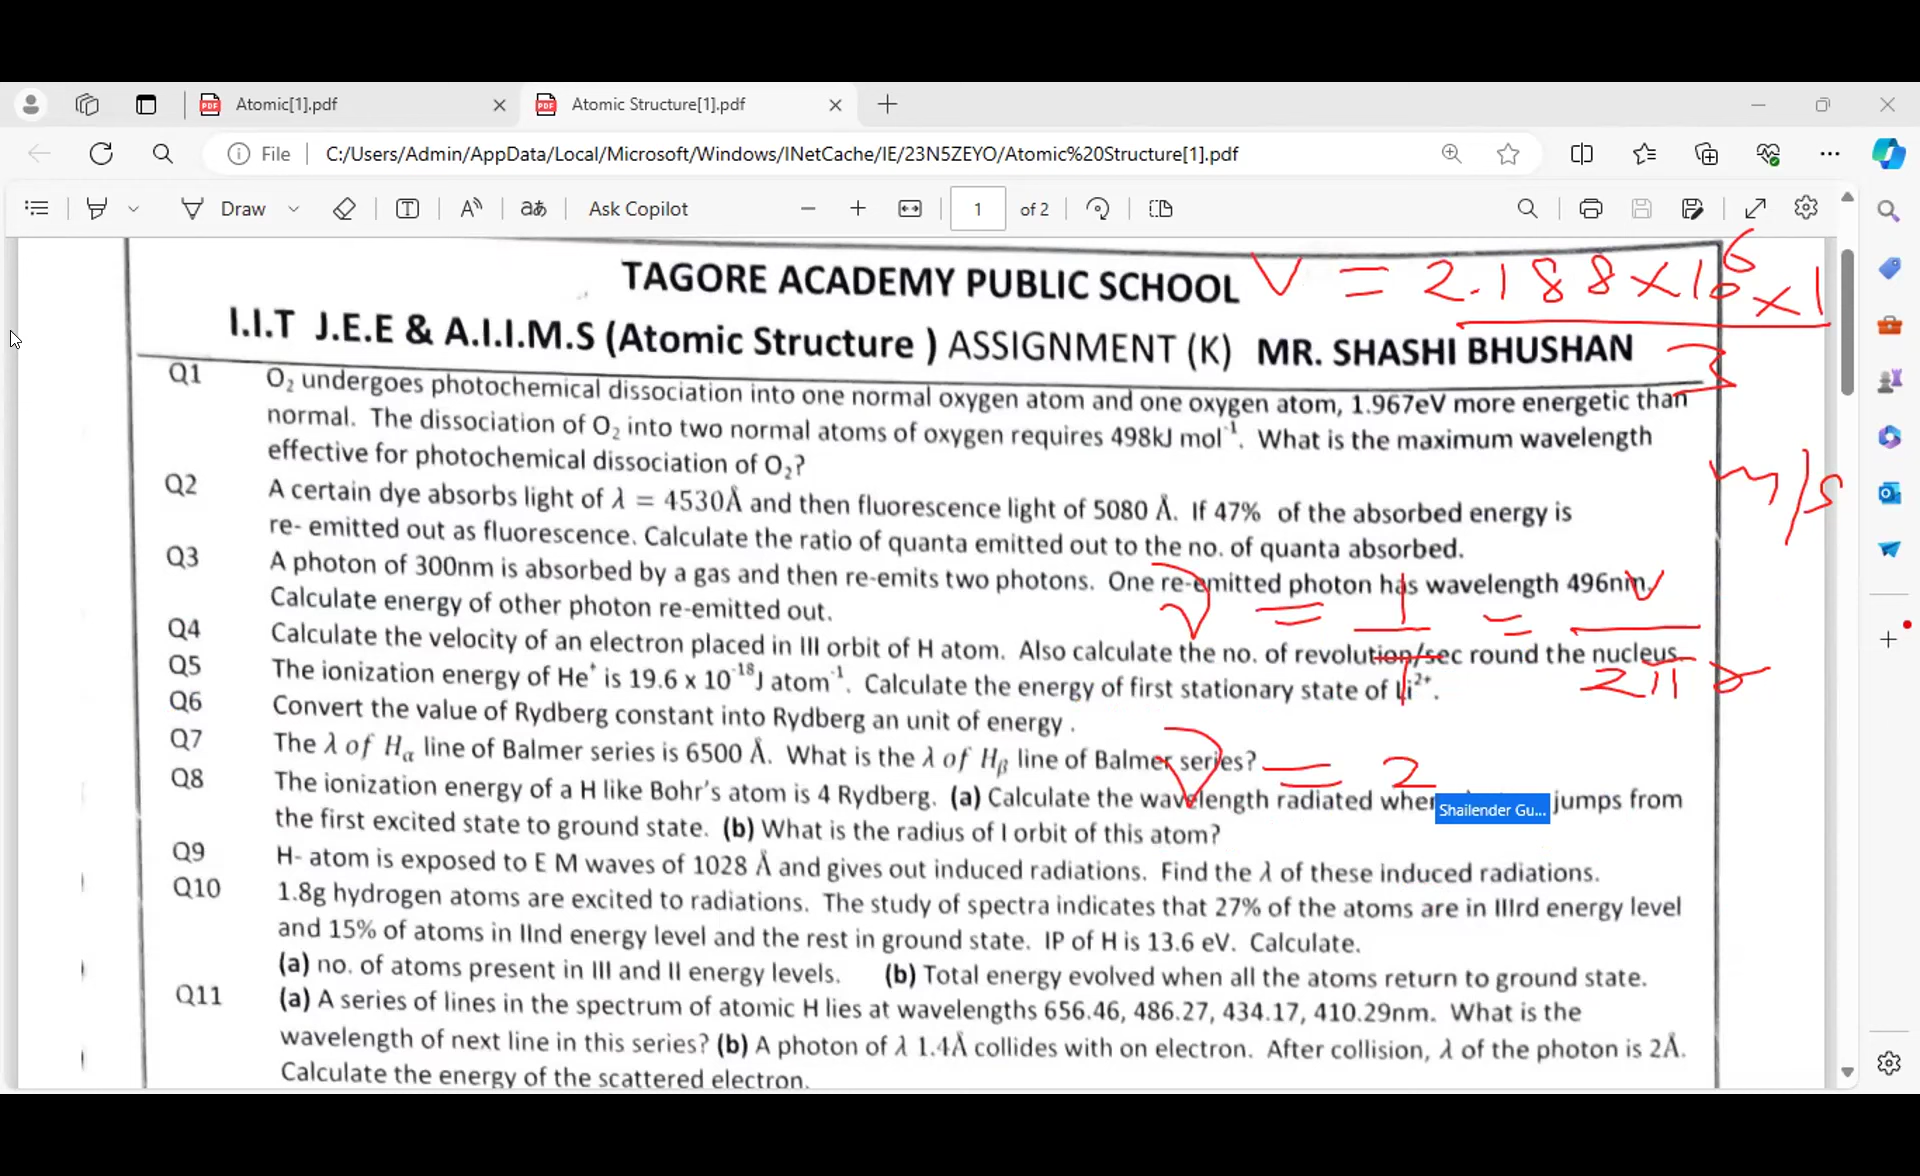 Atomic[1].pdf
Atomic Structure[1].pdf
File
C:/Users/Admin/AppData/Local/Microsoft/Windows/INetCache/IE/23N5ZEYO/Atomic%20Structure[1].pdf
Draw
Ask Copilot
1 of 2
TAGORE ACADEMY PUBLIC SCHOOL
V = 2.188×10⁶×1
3
m/s
I.I.T J.E.E & A.I.I.M.S (Atomic Structure ) ASSIGNMENT (K) MR. SHASHI BHUSHAN
Q1 O₂ undergoes photochemical dissociation into one normal oxygen atom and one oxygen atom, 1.967eV more energetic than
normal. The dissociation of O₂ into two normal atoms of oxygen requires 498kJ mol⁻¹. What is the maximum wavelength
effective for photochemical dissociation of O₂?
Q2 A certain dye absorbs light of λ = 4530Å and then fluorescence light of 5080 Å. If 47% of the absorbed energy is
re- emitted out as fluorescence. Calculate the ratio of quanta emitted out to the no. of quanta absorbed.
Q3 A photon of 300nm is absorbed by a gas and then re-emits two photons. One re-emitted photon has wavelength 496nm.
Calculate energy of other photon re-emitted out.
ν = 1/T = V/2πr
Q4 Calculate the velocity of an electron placed in III orbit of H atom. Also calculate the no. of revolution/sec round the nucleus.
Q5 The ionization energy of He⁺ is 19.6 x 10⁻¹⁸J atom⁻¹. Calculate the energy of first stationary state of Li²⁺.
Q6 Convert the value of Rydberg constant into Rydberg an unit of energy .
Q7 The λ of Hα line of Balmer series is 6500 Å. What is the λ of Hβ line of Balmer series?
ν = 2
Q8 The ionization energy of a H like Bohr's atom is 4 Rydberg. (a) Calculate the wavelength radiated when jumps from
Shailender Gu...
the first excited state to ground state. (b) What is the radius of I orbit of this atom?
Q9 H- atom is exposed to E M waves of 1028 Å and gives out induced radiations. Find the λ of these induced radiations.
Q10 1.8g hydrogen atoms are excited to radiations. The study of spectra indicates that 27% of the atoms are in IIIrd energy level
and 15% of atoms in IInd energy level and the rest in ground state. IP of H is 13.6 eV. Calculate.
(a) no. of atoms present in III and II energy levels. (b) Total energy evolved when all the atoms return to ground state.
Q11 (a) A series of lines in the spectrum of atomic H lies at wavelengths 656.46, 486.27, 434.17, 410.29nm. What is the
wavelength of next line in this series? (b) A photon of λ 1.4Å collides with on electron. After collision, λ of the photon is 2Å.
Calculate the energy of the scattered electron.